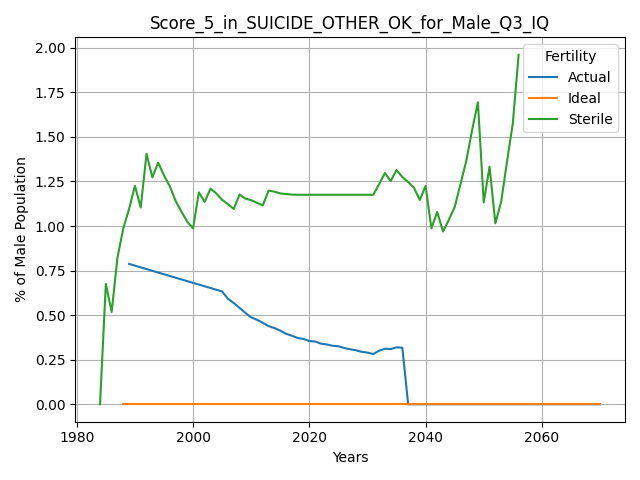 Score_5_in_SUICIDE_OTHER_OK_for_Male_Q3_IQ
Fertility
Actual
Ideal
Sterile
% of Male Population
2.00
1.75
1.50
1.25
1.00
0.75
0.50
0.25
0.00
1980
2000
2020
2040
2060
Years